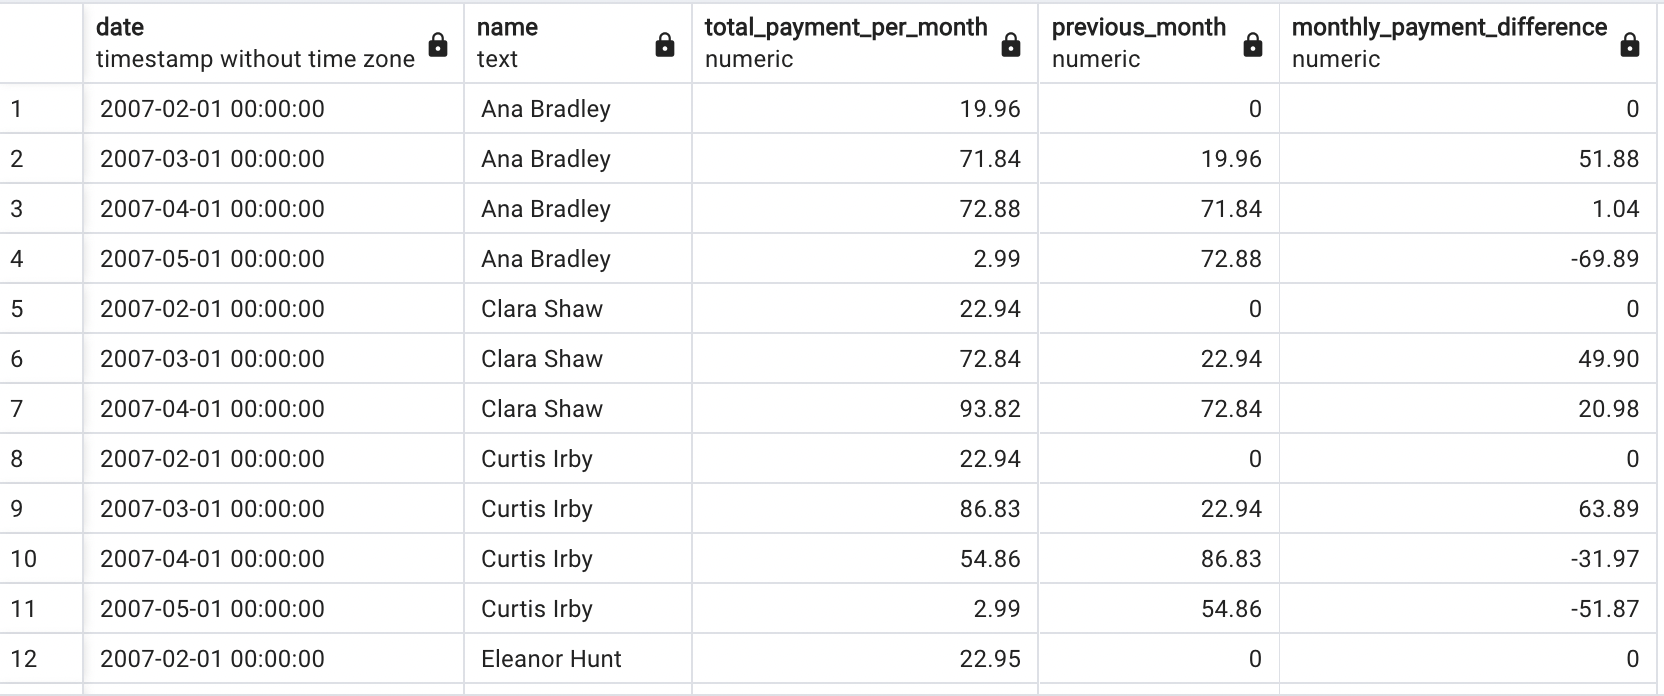 date name total_payment_per_month previous_month monthly_payment_difference
timestamp without time zone text numeric numeric numeric
1 2007-02-01 00:00:00 Ana Bradley 19.96 0 0
2 2007-03-01 00:00:00 Ana Bradley 71.84 19.96 51.88
3 2007-04-01 00:00:00 Ana Bradley 72.88 71.84 1.04
4 2007-05-01 00:00:00 Ana Bradley 2.99 72.88 -69.89
5 2007-02-01 00:00:00 Clara Shaw 22.94 0 0
6 2007-03-01 00:00:00 Clara Shaw 72.84 22.94 49.90
7 2007-04-01 00:00:00 Clara Shaw 93.82 72.84 20.98
8 2007-02-01 00:00:00 Curtis Irby 22.94 0 0
9 2007-03-01 00:00:00 Curtis Irby 86.83 22.94 63.89
10 2007-04-01 00:00:00 Curtis Irby 54.86 86.83 -31.97
11 2007-05-01 00:00:00 Curtis Irby 2.99 54.86 -51.87
12 2007-02-01 00:00:00 Eleanor Hunt 22.95 0 0